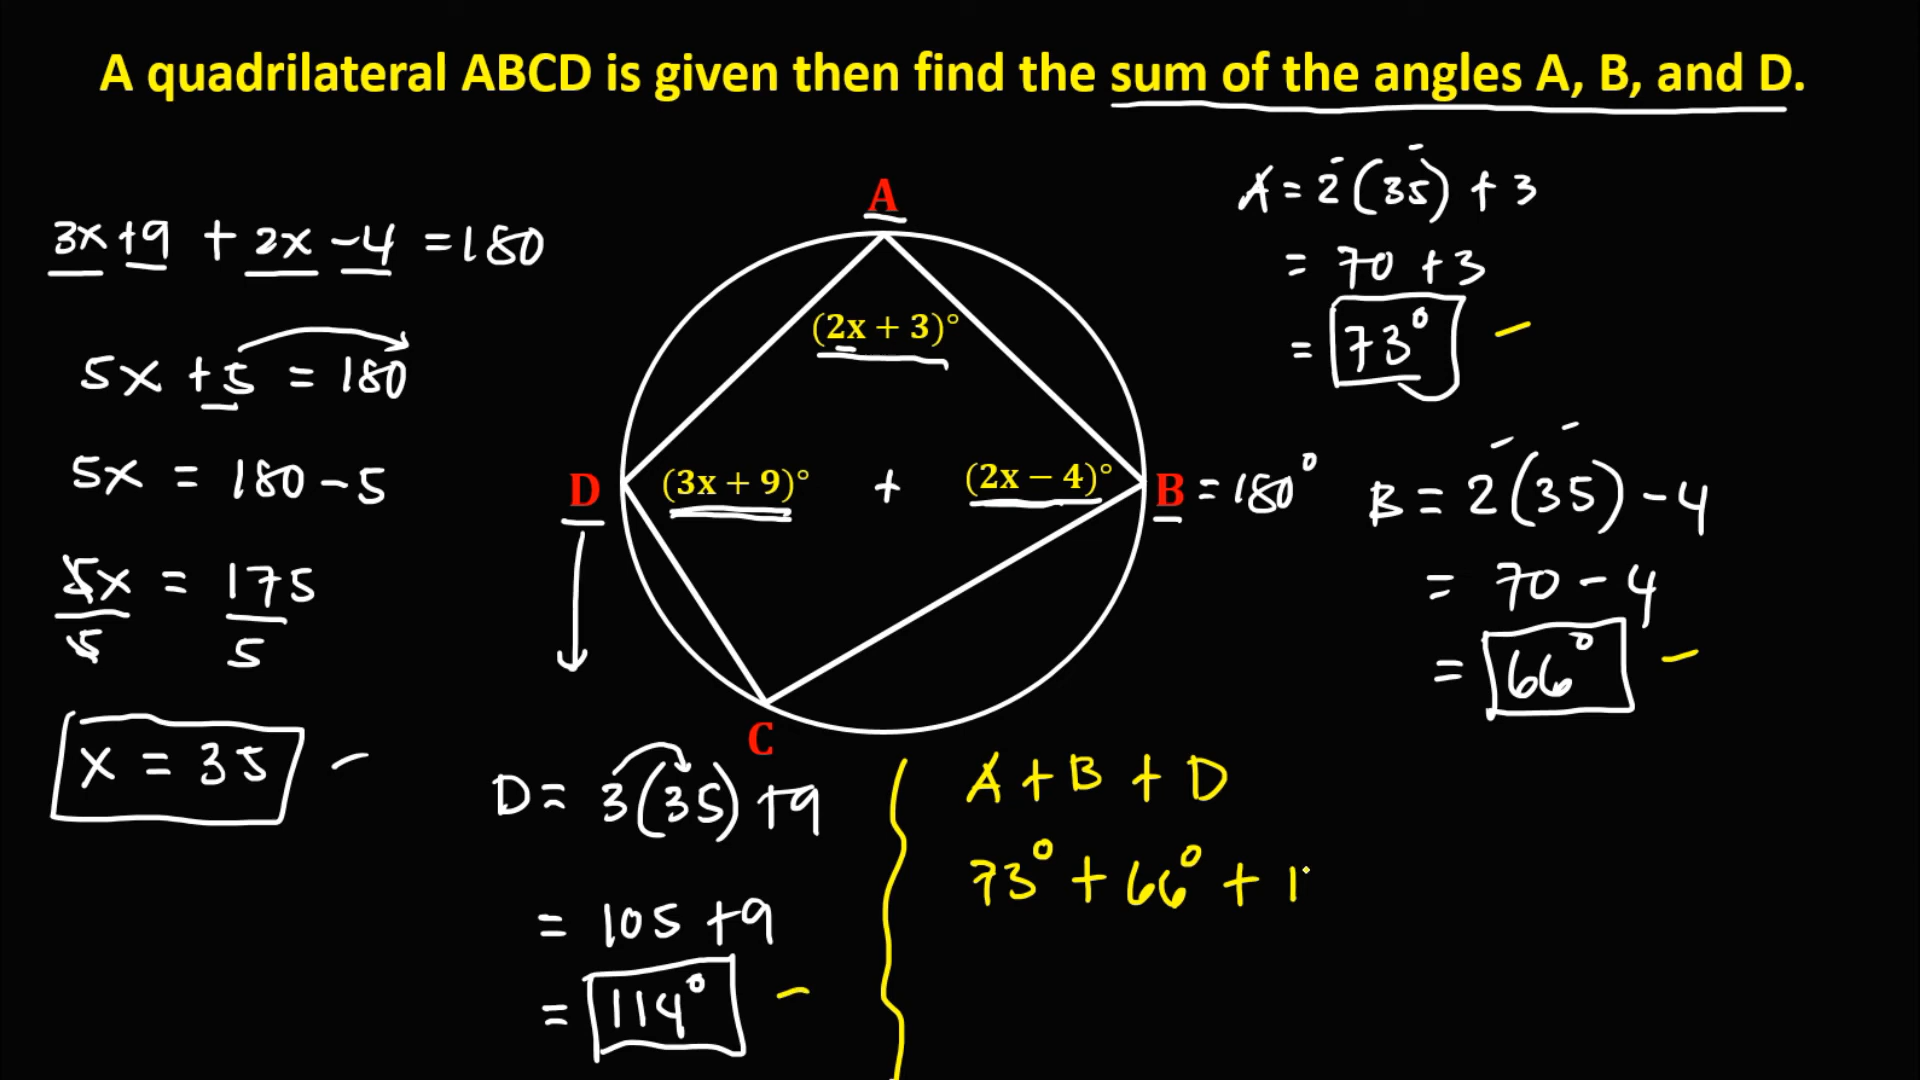 A quadrilateral ABCD is given then find the sum of the angles A, B, and D.
3x +9 + 2x -4 = 180
5x +5 = 180
5x = 180 - 5
5x = 175
5 5
x = 35
A
(2x + 3)°
D (3x + 9)° + (2x − 4)° B = 180°
C
A = 2(35) + 3
= 70 + 3
= 73°
B = 2(35) - 4
= 70 - 4
= 66°
D = 3(35) + 9
= 105 + 9
= 114°
A + B + D
73° + 66° + 1